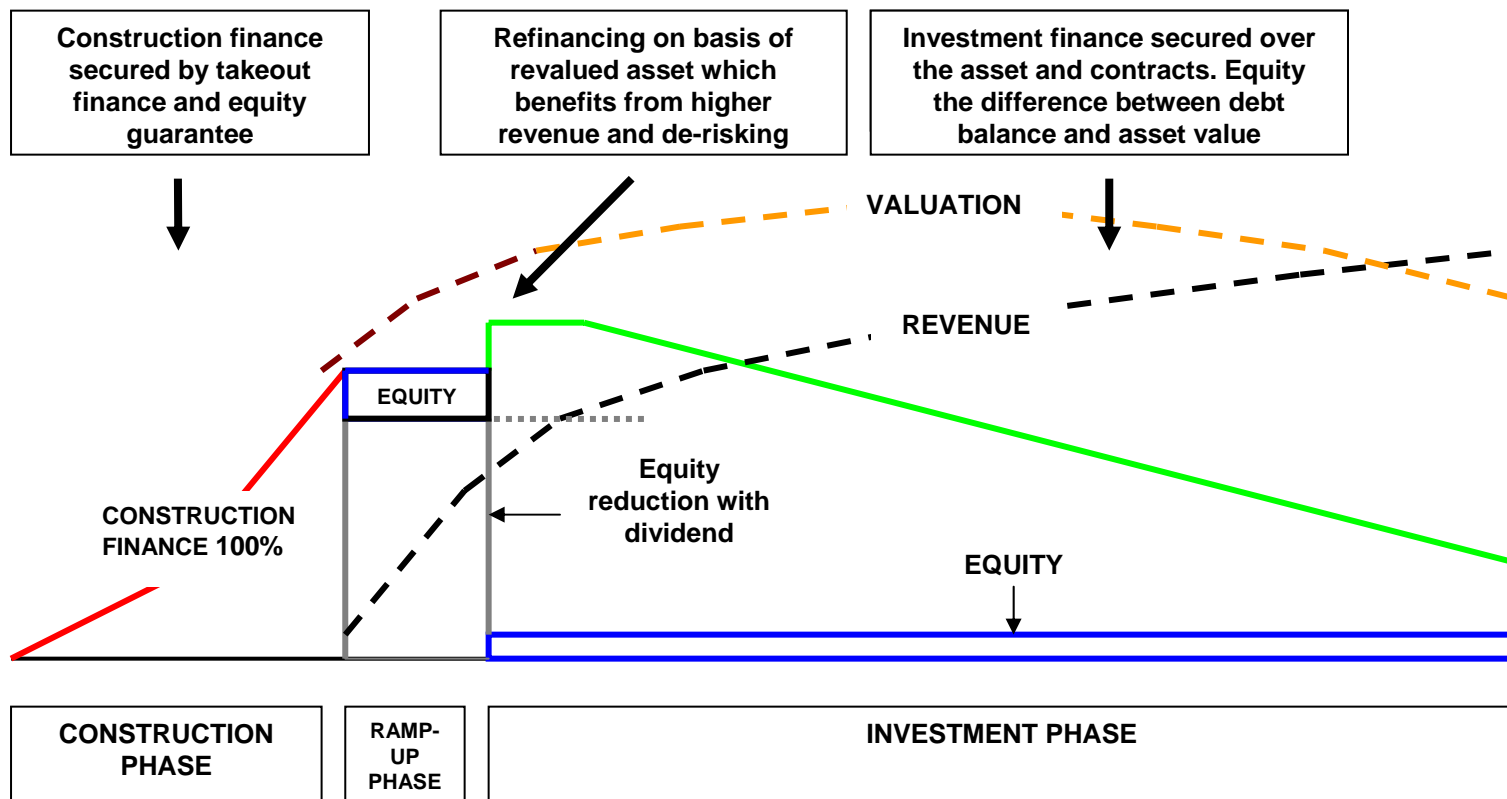 Construction finance
secured by takeout
finance and equity
guarantee
Refinancing on basis of
revalued asset which
benefits from higher
revenue and de-risking
Investment finance secured over
the asset and contracts. Equity
the difference between debt
balance and asset value
VALUATION
REVENUE
EQUITY
CONSTRUCTION
FINANCE 100%
Equity
reduction with
dividend
EQUITY
CONSTRUCTION
PHASE
RAMP-
UP
PHASE
INVESTMENT PHASE